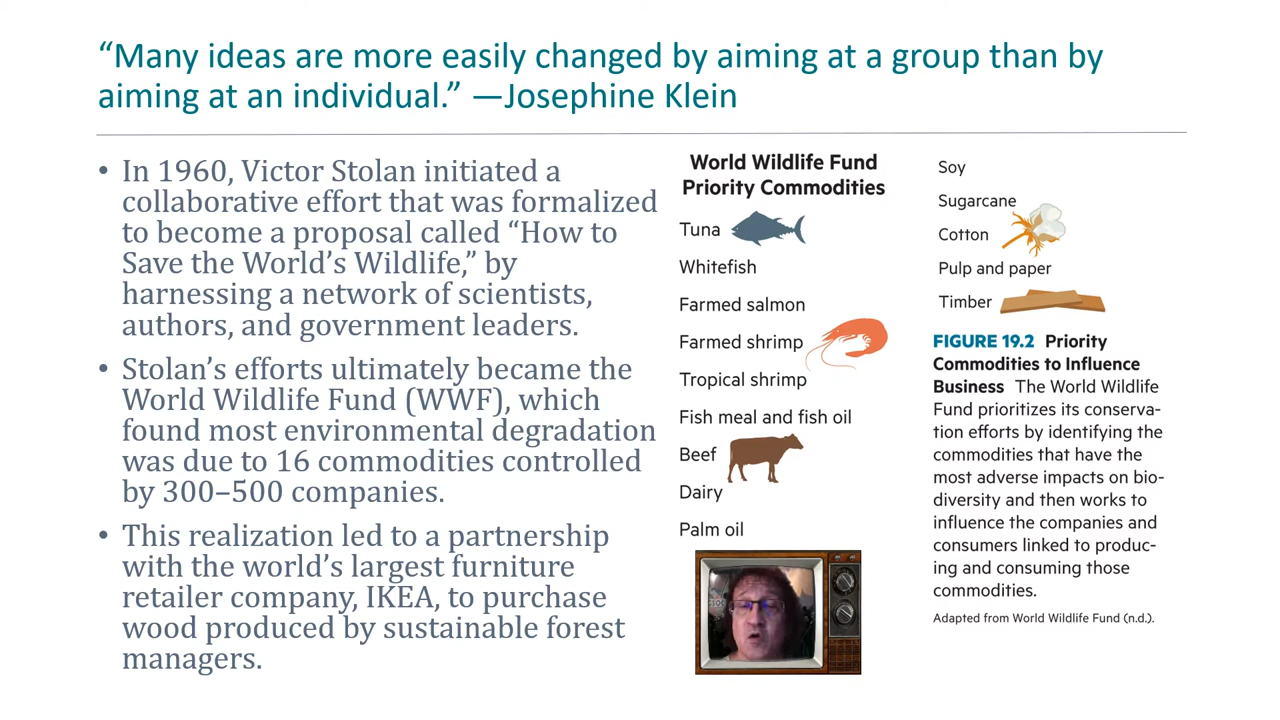 “Many ideas are more easily changed by aiming at a group than by
aiming at an individual.” —Josephine Klein
• In 1960, Victor Stolan initiated a
collaborative effort that was formalized
to become a proposal called “How to
Save the World’s Wildlife,” by
harnessing a network of scientists,
authors, and government leaders.
• Stolan’s efforts ultimately became the
World Wildlife Fund (WWF), which
found most environmental degradation
was due to 16 commodities controlled
by 300–500 companies.
• This realization led to a partnership
with the world’s largest furniture
retailer company, IKEA, to purchase
wood produced by sustainable forest
managers.
World Wildlife Fund
Priority Commodities
Tuna
Whitefish
Farmed salmon
Farmed shrimp
Tropical shrimp
Fish meal and fish oil
Beef
Dairy
Palm oil
Soy
Sugarcane
Cotton
Pulp and paper
Timber
FIGURE 19.2 Priority
Commodities to Influence
Business The World Wildlife
Fund prioritizes its conserva-
tion efforts by identifying the
commodities that have the
most adverse impacts on bio-
diversity and then works to
influence the companies and
consumers linked to produc-
ing and consuming those
commodities.
Adapted from World Wildlife Fund (n.d.).